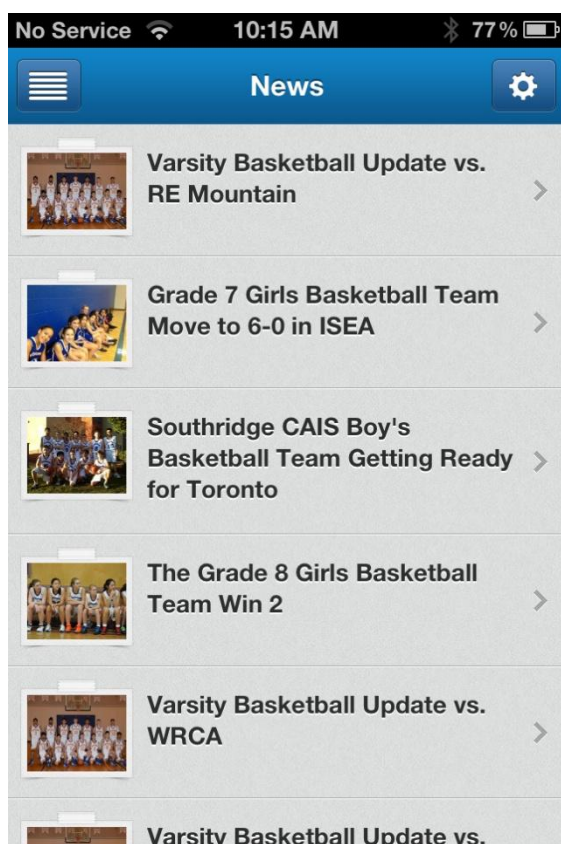 No Service 10:15 AM 77%
News
Varsity Basketball Update vs.
RE Mountain
Grade 7 Girls Basketball Team
Move to 6-0 in ISEA
Southridge CAIS Boy's
Basketball Team Getting Ready
for Toronto
The Grade 8 Girls Basketball
Team Win 2
Varsity Basketball Update vs.
WRCA
Varsity Basketball Update vs.